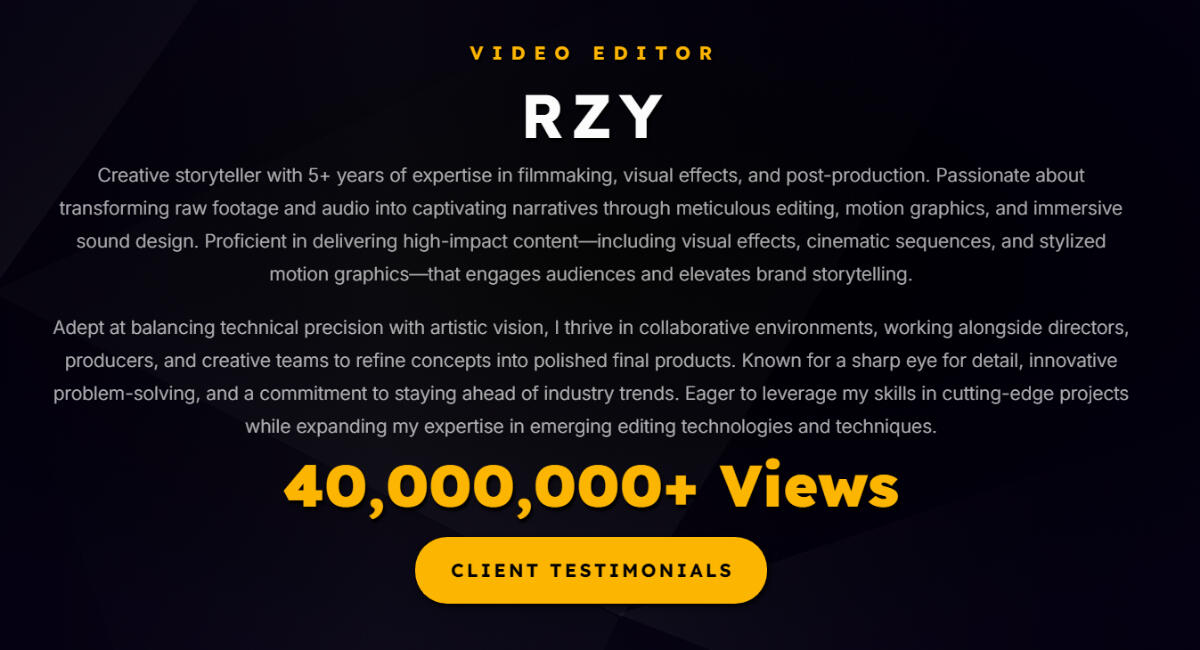 VIDEO EDITOR
RZY
Creative storyteller with 5+ years of expertise in filmmaking, visual effects, and post-production. Passionate about
transforming raw footage and audio into captivating narratives through meticulous editing, motion graphics, and immersive
sound design. Proficient in delivering high-impact content—including visual effects, cinematic sequences, and stylized
motion graphics—that engages audiences and elevates brand storytelling.
Adept at balancing technical precision with artistic vision, I thrive in collaborative environments, working alongside directors,
producers, and creative teams to refine concepts into polished final products. Known for a sharp eye for detail, innovative
problem-solving, and a commitment to staying ahead of industry trends. Eager to leverage my skills in cutting-edge projects
while expanding my expertise in emerging editing technologies and techniques.
40,000,000+ Views
CLIENT TESTIMONIALS